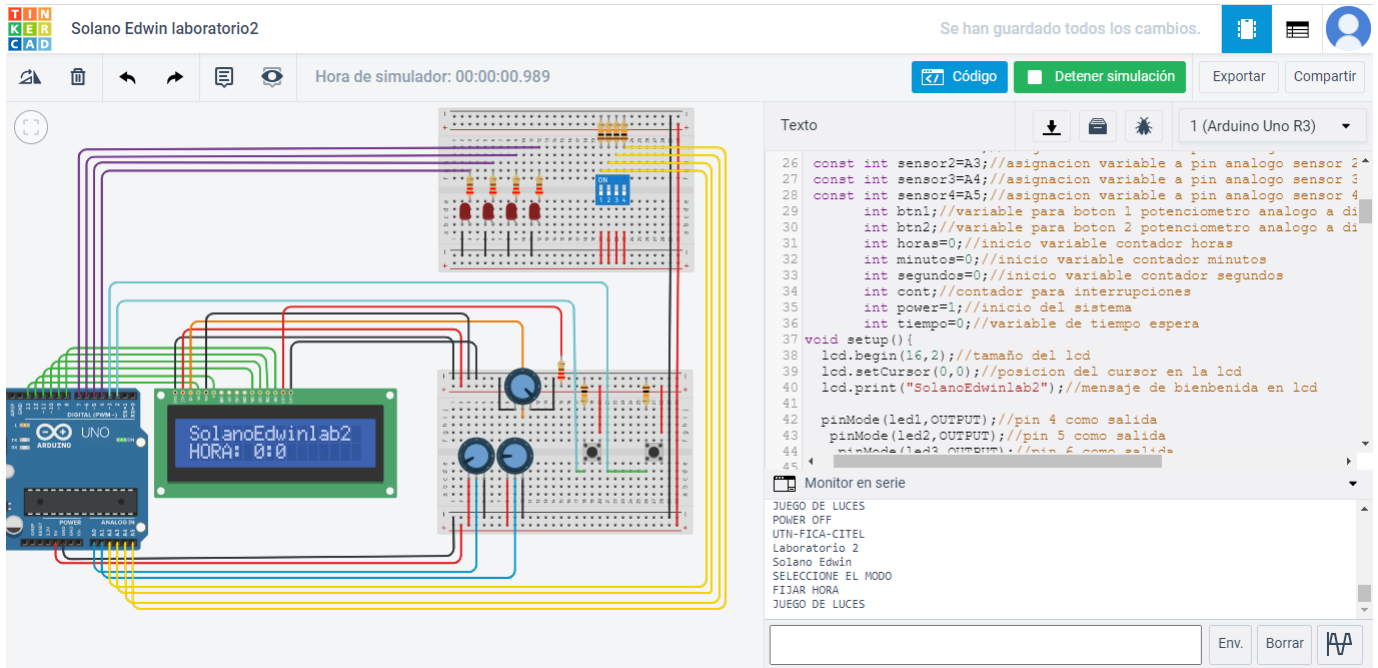 TIN
KER
CAD
Solano Edwin laboratorio2
Se han guardado todos los cambios.
Hora de simulador: 00:00:00.989
Código
Detener simulación
Exportar
Compartir
Texto
1 (Arduino Uno R3)
26 const int sensor2=A3;//asignacion variable a pin analogo sensor 2
27 const int sensor3=A4;//asignacion variable a pin analogo sensor 3
28 const int sensor4=A5;//asignacion variable a pin analogo sensor 4
29 int btn1;//variable para boton 1 potenciometro analogo a di
30 int btn2;//variable para boton 2 potenciometro analogo a di
31 int horas=0;//inicio variable contador horas
32 int minutos=0;//inicio variable contador minutos
33 int segundos=0;//inicio variable contador segundos
34 int cont;//contador para interrupciones
35 int power=1;//inicio del sistema
36 int tiempo=0;//variable de tiempo espera
37 void setup(){
38 lcd.begin(16,2);//tamaño del lcd
39 lcd.setCursor(0,0);//posicion del cursor en la lcd
40 lcd.print("SolanoEdwinlab2");//mensaje de bienbenida en lcd
41
42 pinMode(led1,OUTPUT);//pin 4 como salida
43 pinMode(led2,OUTPUT);//pin 5 como salida
44 pinMode(led3,OUTPUT);//pin 6 como salida
45
ON
1 2 3 4
DIGITAL (PWM~)
UNO
ARDUINO
POWER
ANALOG IN
SolanoEdwinlab2
HORA: 0:0
Monitor en serie
JUEGO DE LUCES
POWER OFF
UTN-FICA-CITEL
Laboratorio 2
Solano Edwin
SELECCIONE EL MODO
FIJAR HORA
JUEGO DE LUCES
Env.
Borrar